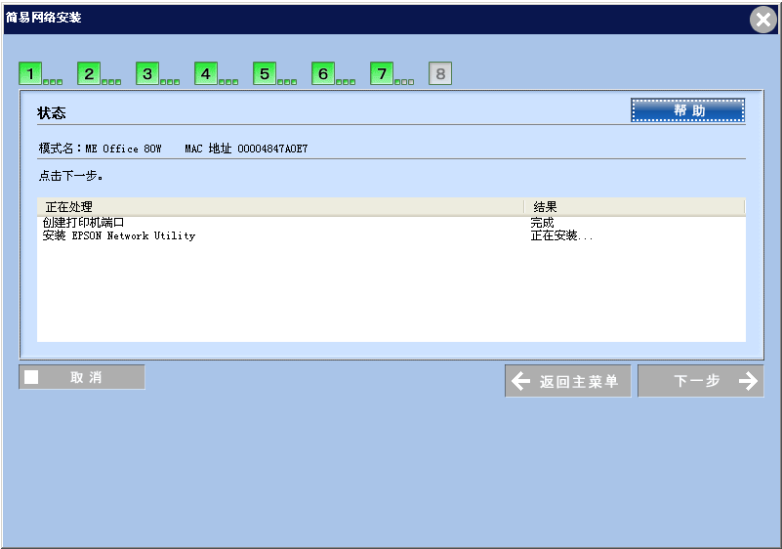 简易网络安装
1 2 3 4 5 6 7 8
状态
帮助
模式名：ME Office 80W MAC 地址 00004847A0E7
点击下一步。
正在处理 结果
创建打印机端口 完成
安装 EPSON Network Utility 正在安装...
取消 返回主菜单 下一步